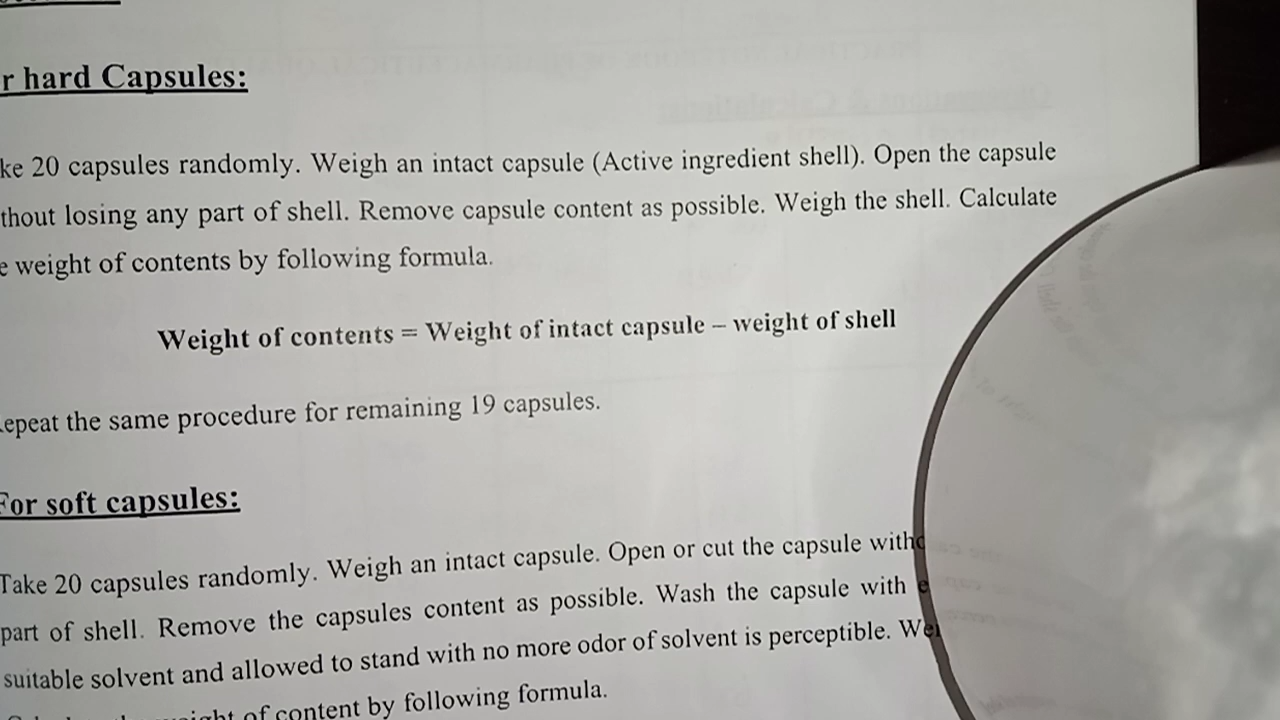 r hard Capsules:
ke 20 capsules randomly. Weigh an intact capsule (Active ingredient shell). Open the capsule
thout losing any part of shell. Remove capsule content as possible. Weigh the shell. Calculate
e weight of contents by following formula.
Weight of contents = Weight of intact capsule – weight of shell
epeat the same procedure for remaining 19 capsules.
For soft capsules:
Take 20 capsules randomly. Weigh an intact capsule. Open or cut the capsule witho
part of shell. Remove the capsules content as possible. Wash the capsule with e
suitable solvent and allowed to stand with no more odor of solvent is perceptible. Wei
weight of content by following formula.